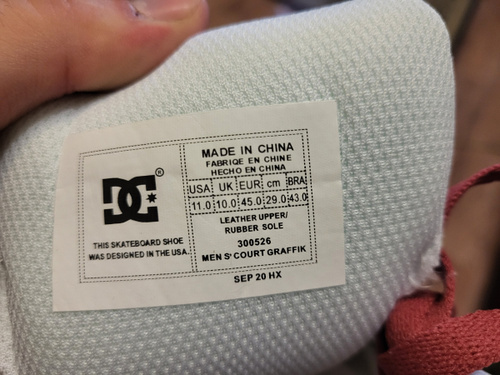 DC®
THIS SKATEBOARD SHOE
WAS DESIGNED IN THE USA.
MADE IN CHINA
FABRIQE EN CHINE
HECHO EN CHINA
USA UK EUR cm BRA
11.0 10.0 45.0 29.0 43.0
LEATHER UPPER/
RUBBER SOLE
300526
MEN S' COURT GRAFFIK
SEP 20 HX